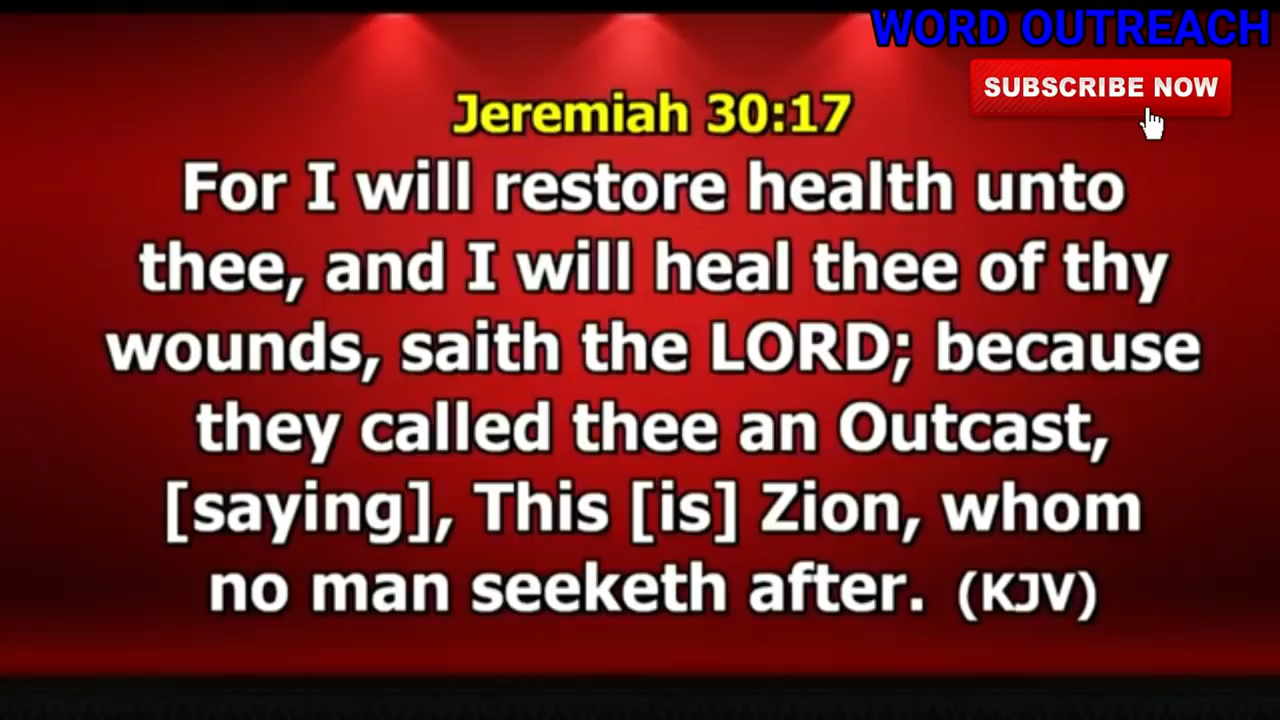 WORD OUTREACH
SUBSCRIBE NOW
Jeremiah 30:17
For I will restore health unto
thee, and I will heal thee of thy
wounds, saith the LORD; because
they called thee an Outcast,
[saying], This [is] Zion, whom
no man seeketh after. (KJV)